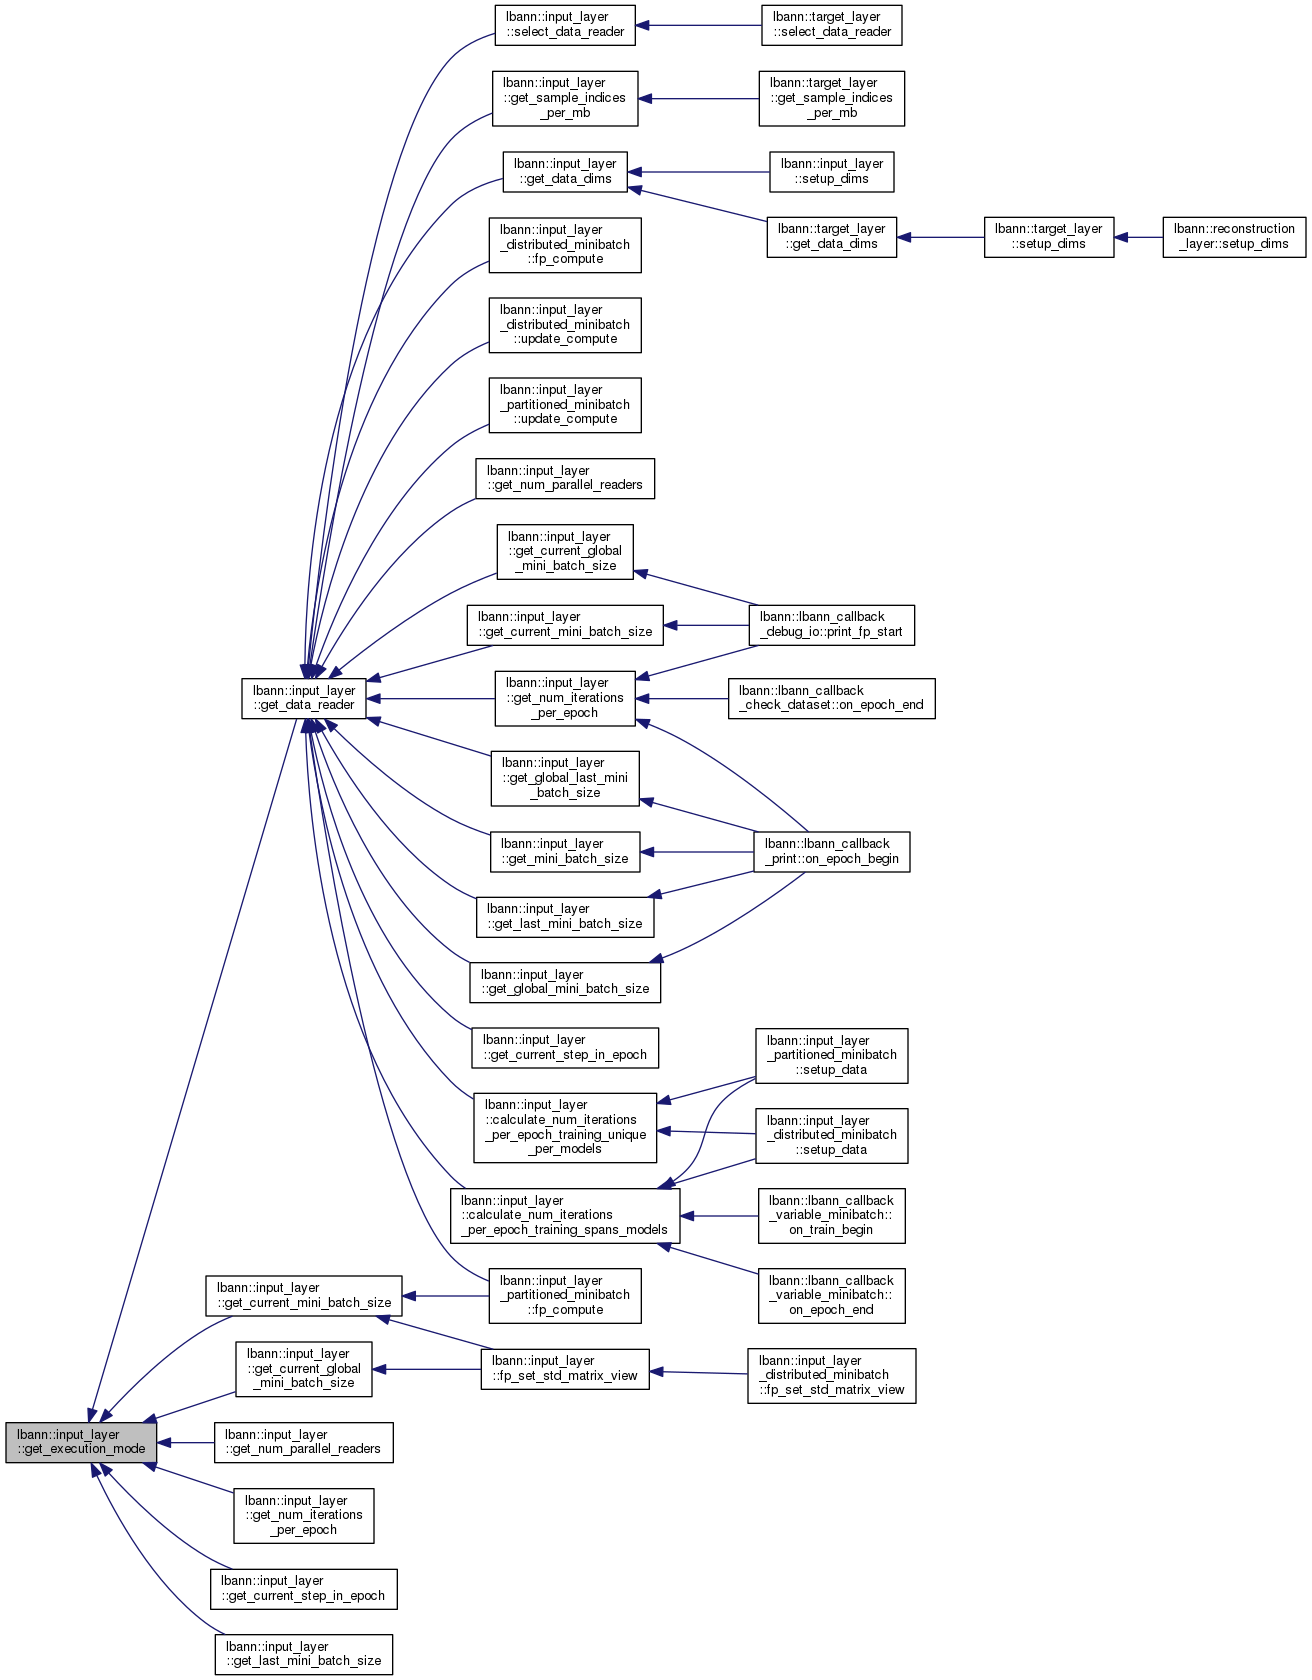 lbann::input_layer
::select_data_reader
lbann::target_layer
::select_data_reader
lbann::input_layer
::get_sample_indices
_per_mb
lbann::target_layer
::get_sample_indices
_per_mb
lbann::input_layer
::get_data_dims
lbann::input_layer
::setup_dims
lbann::target_layer
::get_data_dims
lbann::target_layer
::setup_dims
lbann::reconstruction
_layer::setup_dims
lbann::input_layer
_distributed_minibatch
::fp_compute
lbann::input_layer
_distributed_minibatch
::update_compute
lbann::input_layer
_partitioned_minibatch
::update_compute
lbann::input_layer
::get_num_parallel_readers
lbann::input_layer
::get_current_global
_mini_batch_size
lbann::input_layer
::get_current_mini_batch_size
lbann::lbann_callback
_debug_io::print_fp_start
lbann::input_layer
::get_data_reader
lbann::input_layer
::get_num_iterations
_per_epoch
lbann::lbann_callback
_check_dataset::on_epoch_end
lbann::input_layer
::get_global_last_mini
_batch_size
lbann::input_layer
::get_mini_batch_size
lbann::lbann_callback
_print::on_epoch_begin
lbann::input_layer
::get_last_mini_batch_size
lbann::input_layer
::get_global_mini_batch_size
lbann::input_layer
::get_current_step_in_epoch
lbann::input_layer
_partitioned_minibatch
::setup_data
lbann::input_layer
::calculate_num_iterations
_per_epoch_training_unique
_per_models
lbann::input_layer
_distributed_minibatch
::setup_data
lbann::input_layer
::calculate_num_iterations
_per_epoch_training_spans_models
lbann::lbann_callback
_variable_minibatch::
on_train_begin
lbann::lbann_callback
_variable_minibatch::
on_epoch_end
lbann::input_layer
::get_current_mini_batch_size
lbann::input_layer
_partitioned_minibatch
::fp_compute
lbann::input_layer
::get_current_global
_mini_batch_size
lbann::input_layer
::fp_set_std_matrix_view
lbann::input_layer
_distributed_minibatch
::fp_set_std_matrix_view
lbann::input_layer
::get_execution_mode
lbann::input_layer
::get_num_parallel_readers
lbann::input_layer
::get_num_iterations
_per_epoch
lbann::input_layer
::get_current_step_in_epoch
lbann::input_layer
::get_last_mini_batch_size